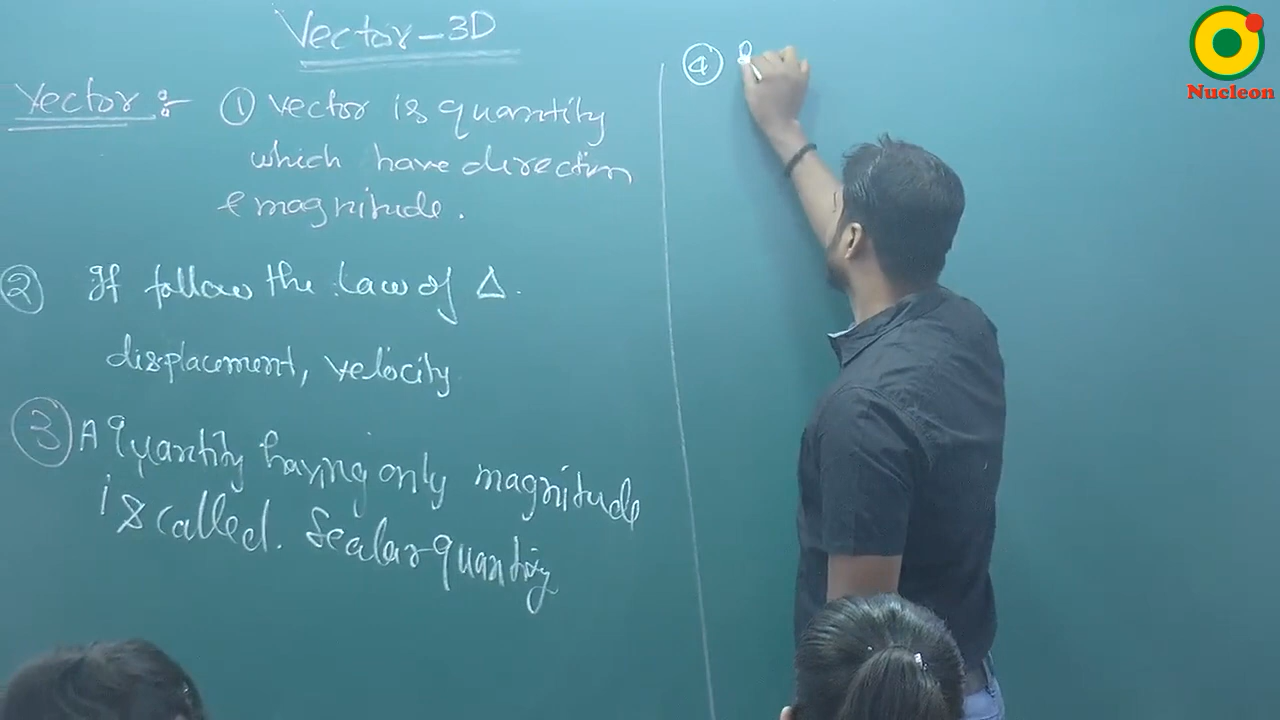 Vector-3D
Vector :- ① Vector is quantity
which have direction
& magnitude.
② It follow the law of Δ.
displacement, velocity
③ A quantity having only magnitude
is called. Scalar quantity
④
Nucleon